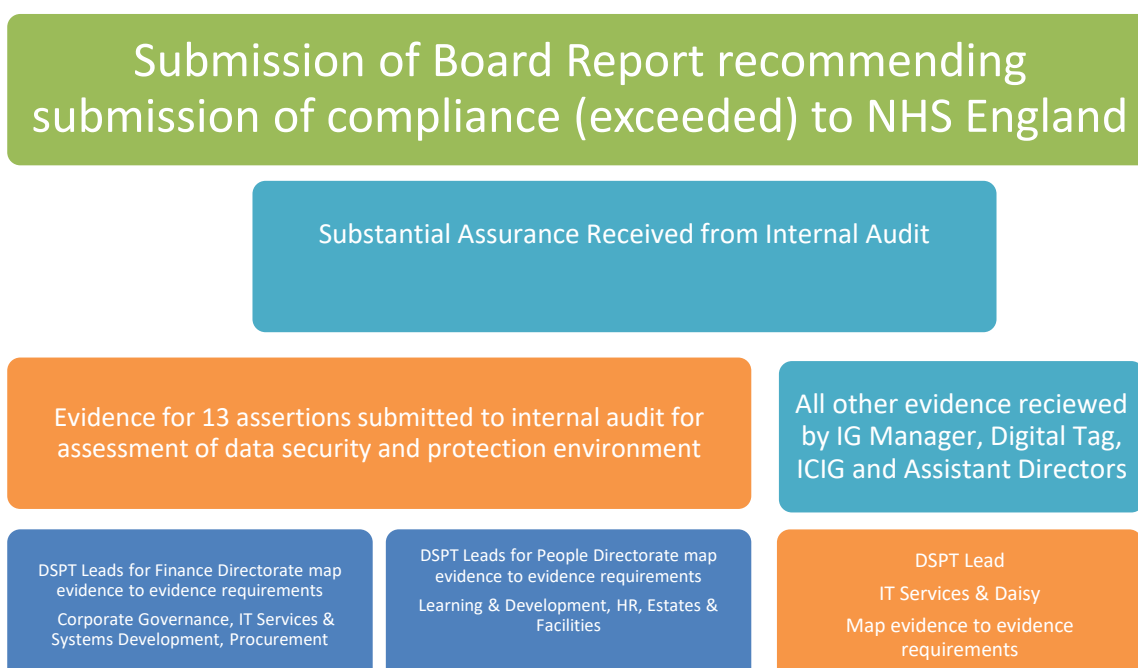 Submission of Board Report recommending
submission of compliance (exceeded) to NHS England
Substantial Assurance Received from Internal Audit
Evidence for 13 assertions submitted to internal audit for
assessment of data security and protection environment
All other evidence reciewed
by IG Manager, Digital Tag,
ICIG and Assistant Directors
DSPT Leads for Finance Directorate map
evidence to evidence requirements
Corporate Governance, IT Services &
Systems Development, Procurement
DSPT Leads for People Directorate map
evidence to evidence requirements
Learning & Development, HR, Estates &
Facilities
DSPT Lead
IT Services & Daisy
Map evidence to evidence
requirements